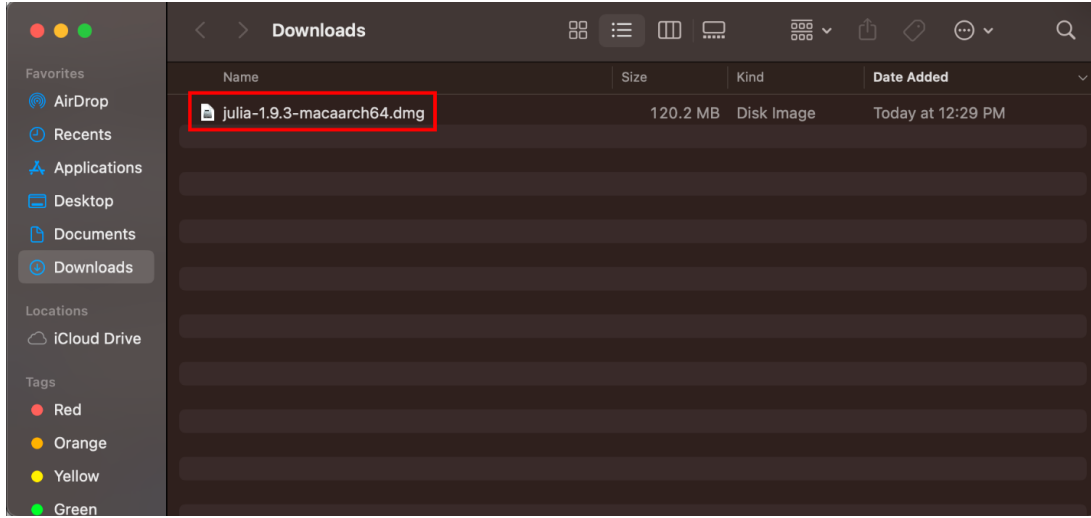 Downloads
Favorites
AirDrop
Recents
Applications
Desktop
Documents
Downloads
Locations
iCloud Drive
Tags
Red
Orange
Yellow
Green
Name Size Kind Date Added
julia-1.9.3-macaarch64.dmg 120.2 MB Disk Image Today at 12:29 PM